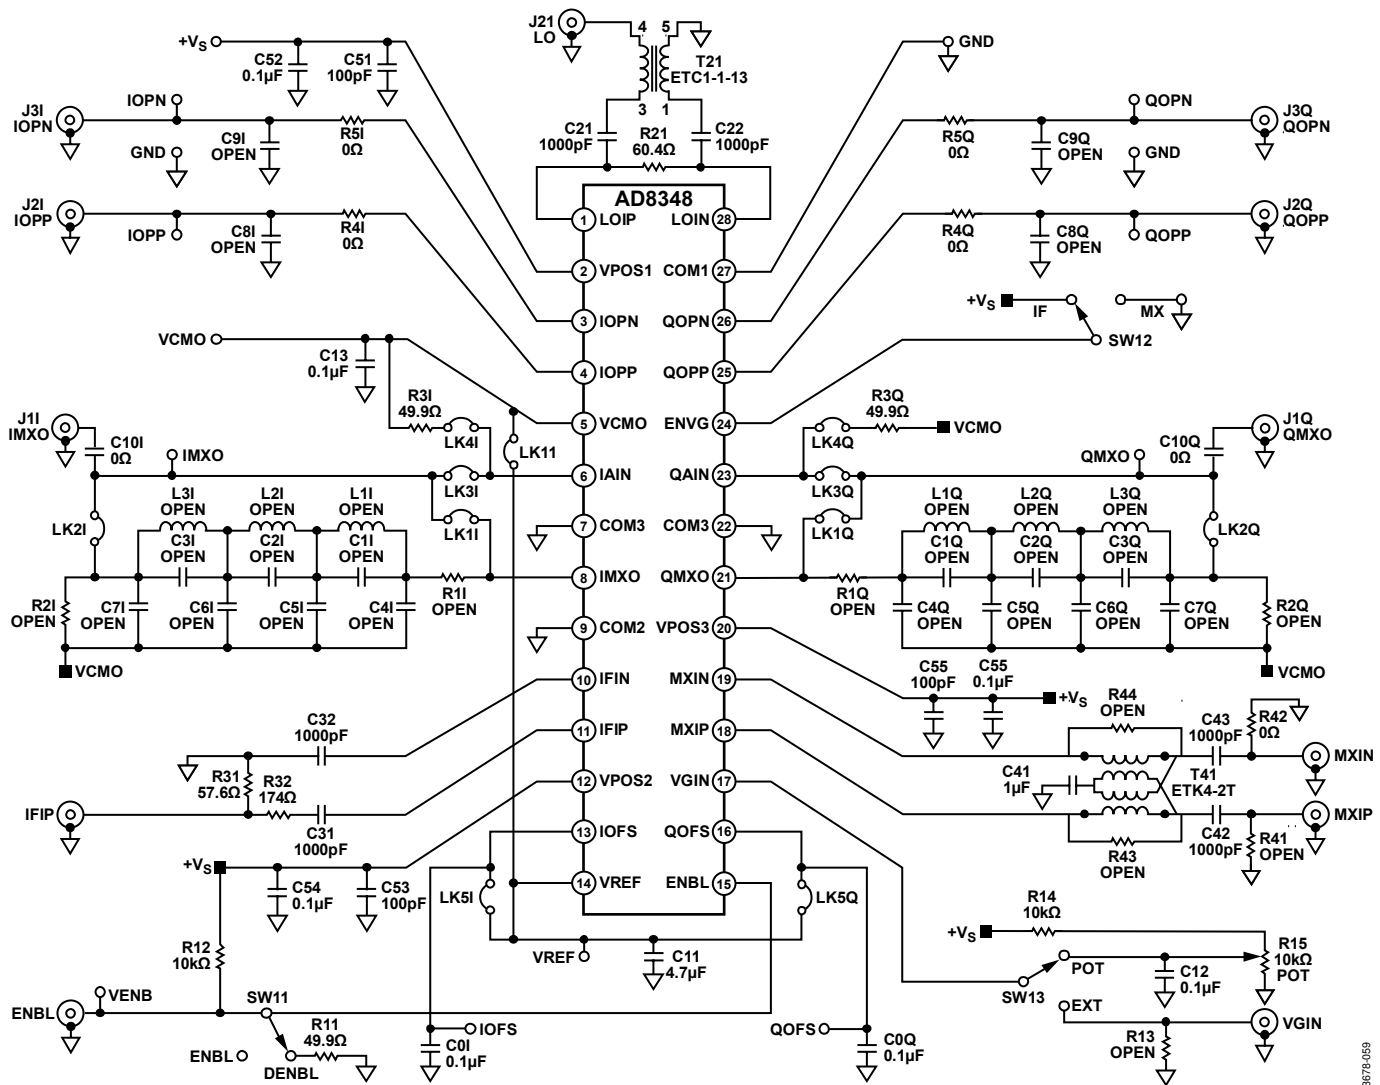 J21
LO
4 5
T21
ETC1-1-13
3 1
+VS
C52
0.1µF
C51
100pF
GND
J3I
IOPN
IOPN
C9I
OPEN
R5I
0Ω
GND
C21
1000pF
R21
60.4Ω
C22
1000pF
R5Q
0Ω
C9Q
OPEN
QOPN
GND
J3Q
QOPN
J2I
IOPP
IOPP
C8I
OPEN
R4I
0Ω
R4Q
0Ω
C8Q
OPEN
QOPP
J2Q
QOPP
AD8348
1 LOIP
LOIN 28
2 VPOS1
COM1 27
3 IOPN
QOPN 26
4 IOPP
QOPP 25
5 VCMO
ENVG 24
6 IAIN
QAIN 23
7 COM3
COM3 22
8 IMXO
QMXO 21
9 COM2
VPOS3 20
10 IFIN
MXIN 19
11 IFIP
MXIP 18
12 VPOS2
VGIN 17
13 IOFS
QOFS 16
14 VREF
ENBL 15
+VS
IF
MX
SW12
VCMO
C13
0.1µF
R3I
49.9Ω
LK4I
LK11
LK3I
LK1I
J1I
IMXO
C10I
0Ω
IMXO
LK2I
L3I
OPEN
C3I
OPEN
L2I
OPEN
C2I
OPEN
L1I
OPEN
C1I
OPEN
R2I
OPEN
C7I
OPEN
C6I
OPEN
C5I
OPEN
C4I
OPEN
R1I
OPEN
VCMO
R3Q
49.9Ω
LK4Q
VCMO
LK3Q
LK1Q
J1Q
QMXO
C10Q
0Ω
QMXO
LK2Q
L1Q
OPEN
C1Q
OPEN
L2Q
OPEN
C2Q
OPEN
L3Q
OPEN
C3Q
OPEN
R1Q
OPEN
C4Q
OPEN
C5Q
OPEN
C6Q
OPEN
C7Q
OPEN
R2Q
OPEN
VCMO
C55
100pF
C55
0.1µF
+VS
R44
OPEN
C43
1000pF
R42
0Ω
MXIN
C41
1µF
T41
ETK4-2T
MXIP
R43
OPEN
C42
1000pF
R41
OPEN
C32
1000pF
R31
57.6Ω
R32
174Ω
IFIP
C31
1000pF
+VS
C54
0.1µF
C53
100pF
LK5I
LK5Q
R12
10kΩ
VREF
C11
4.7µF
ENBL
VENB
SW11
ENBL
DENBL
R11
49.9Ω
IOFS
C0I
0.1µF
QOFS
C0Q
0.1µF
R14
10kΩ
+VS
R15
10kΩ
POT
POT
SW13
C12
0.1µF
EXT
R13
OPEN
VGIN
3678-059